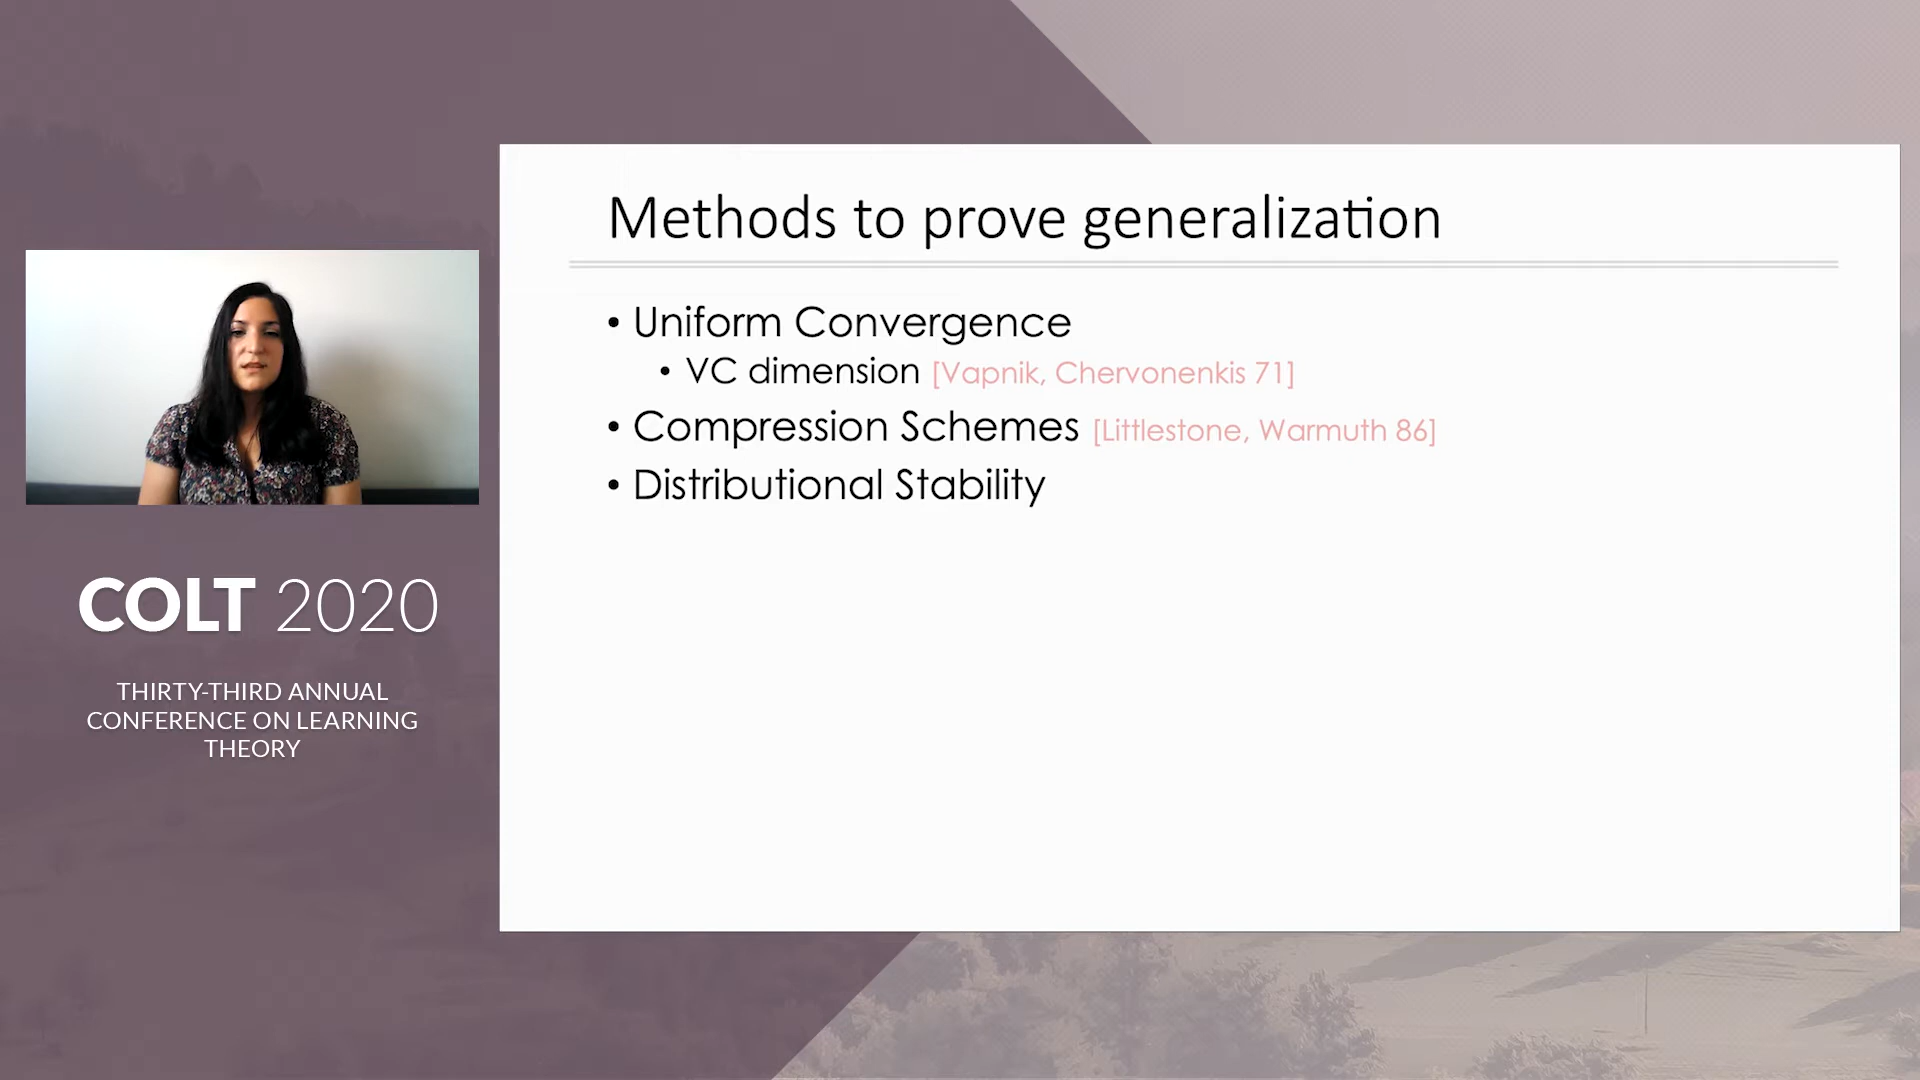 Methods to prove generalization
• Uniform Convergence
• VC dimension [Vapnik, Chervonenkis 71]
• Compression Schemes [Littlestone, Warmuth 86]
• Distributional Stability
COLT 2020
THIRTY-THIRD ANNUAL
CONFERENCE ON LEARNING
THEORY